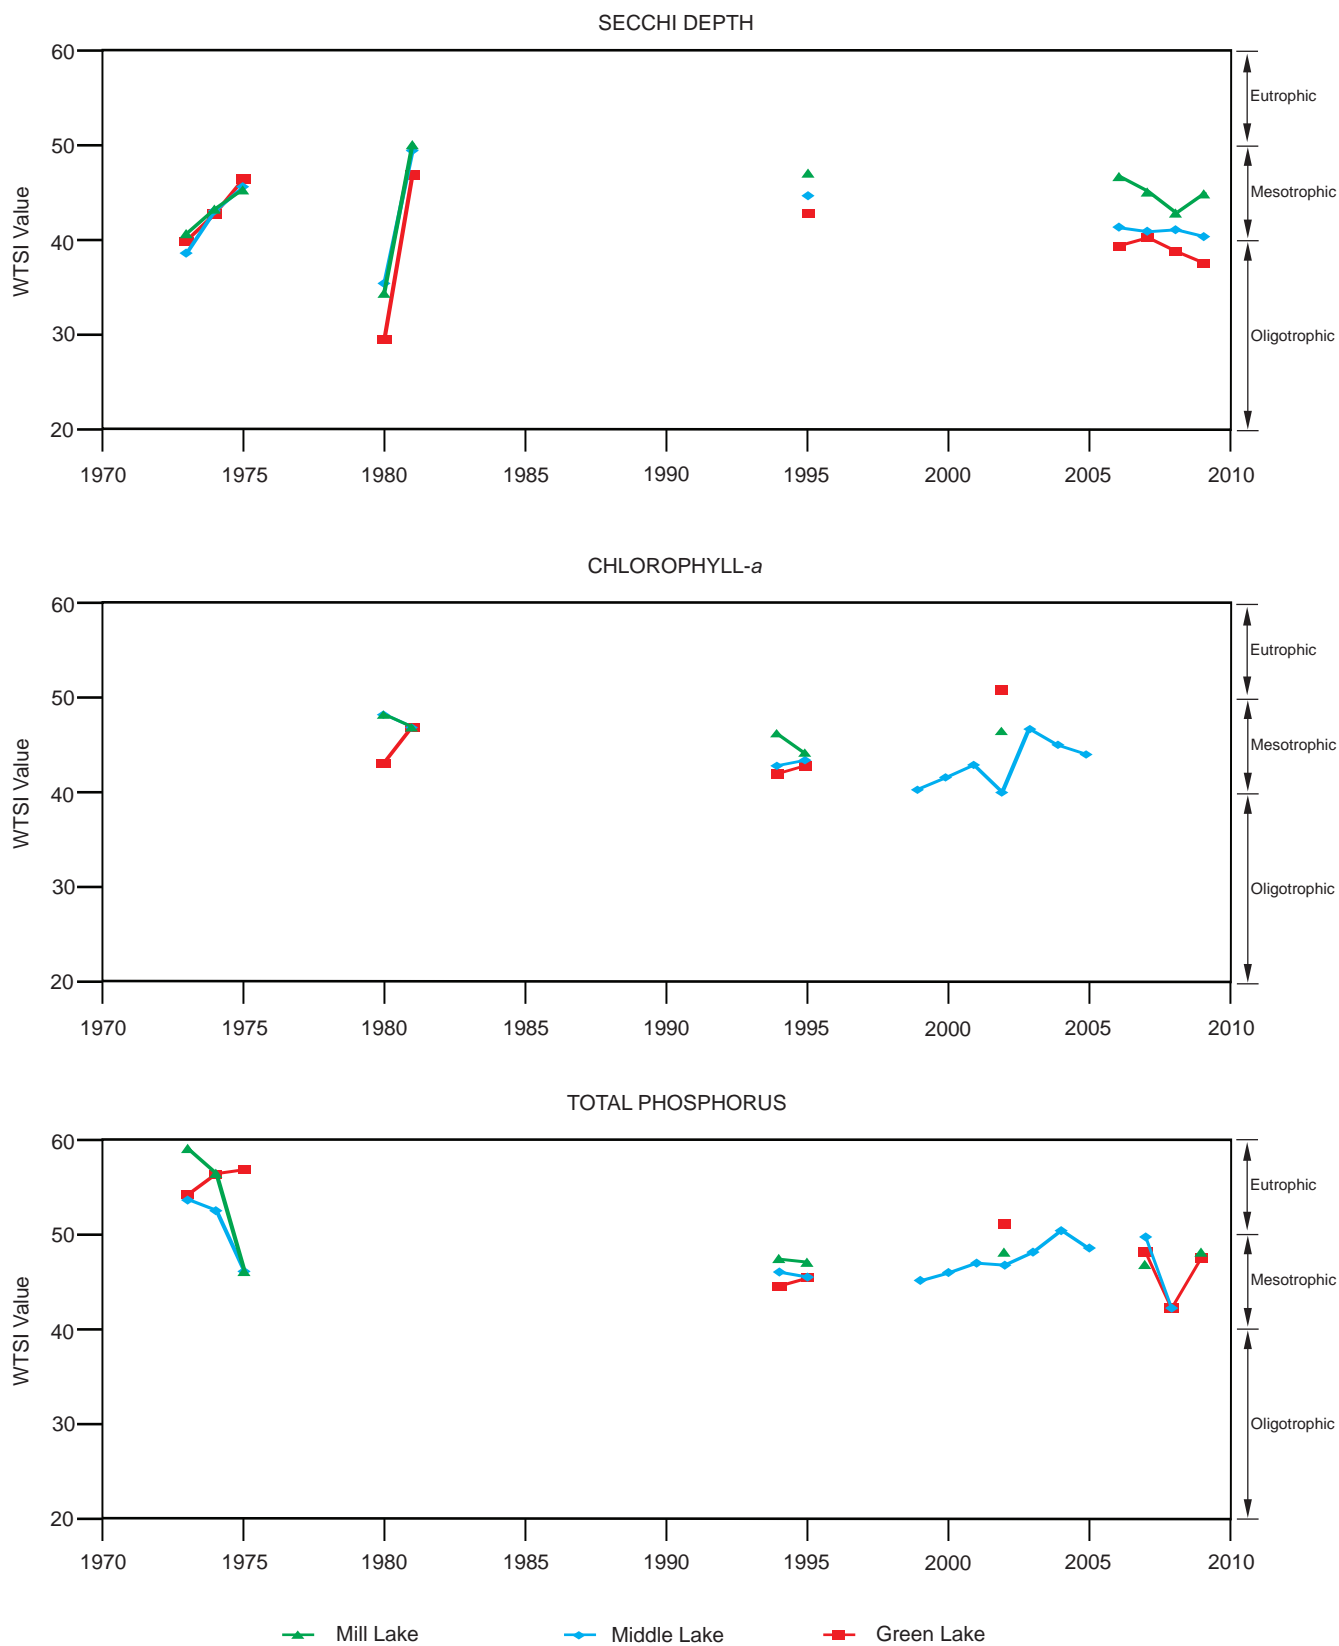 SECCHI DEPTH
60
50
40
30
20
WTSI Value
Eutrophic
Mesotrophic
Oligotrophic
1970 1975 1980 1985 1990 1995 2000 2005 2010
CHLOROPHYLL-a
60
50
40
30
20
WTSI Value
Eutrophic
Mesotrophic
Oligotrophic
1970 1975 1980 1985 1990 1995 2000 2005 2010
TOTAL PHOSPHORUS
60
50
40
30
20
WTSI Value
Eutrophic
Mesotrophic
Oligotrophic
1970 1975 1980 1985 1990 1995 2000 2005 2010
Mill Lake Middle Lake Green Lake